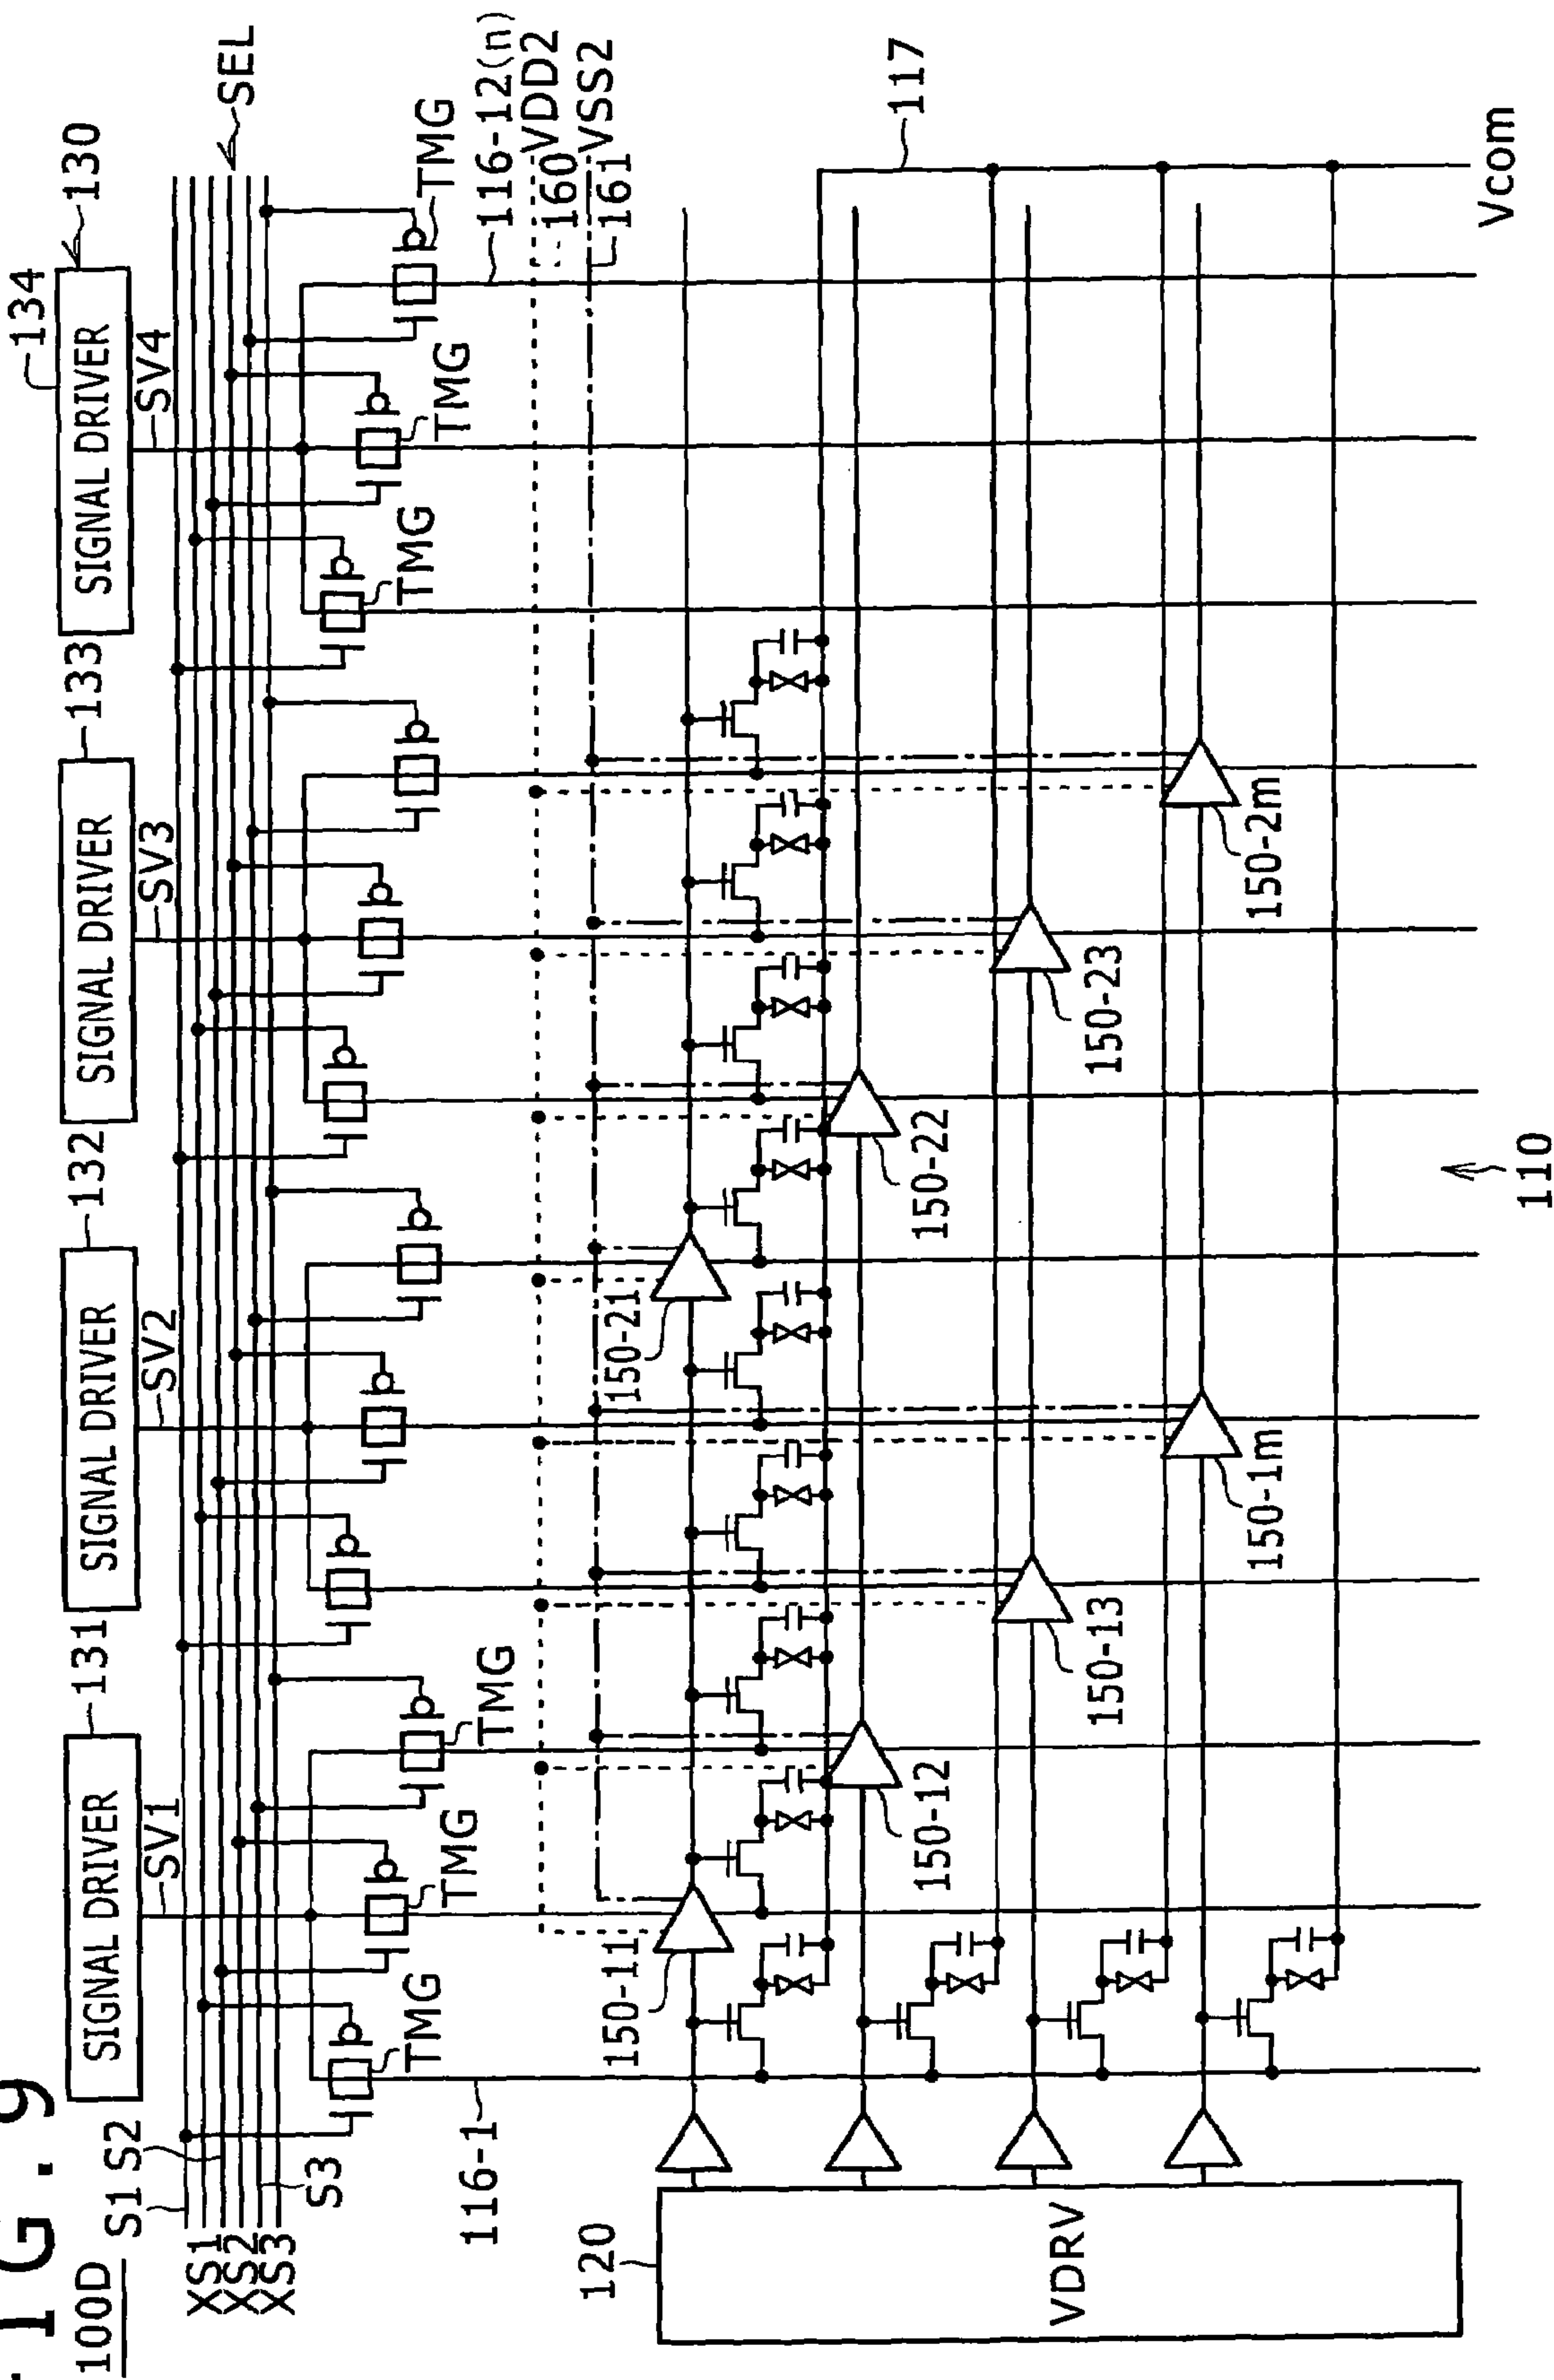 FIG. 9
100D
130
131
132
133
134
SIGNAL DRIVER
SIGNAL DRIVER
SIGNAL DRIVER
SIGNAL DRIVER
S1
S2
SV1
SV2
SV3
SV4
SEL
XS1
XS2
XS3
S3
TMG
TMG
TMG
TMG
TMG
TMG
116-1
116-12(n)
VDD2
160
VSS2
161
120
VDRV
150-11
150-21
117
150-12
150-22
150-13
150-23
150-1m
150-2m
Vcom
110